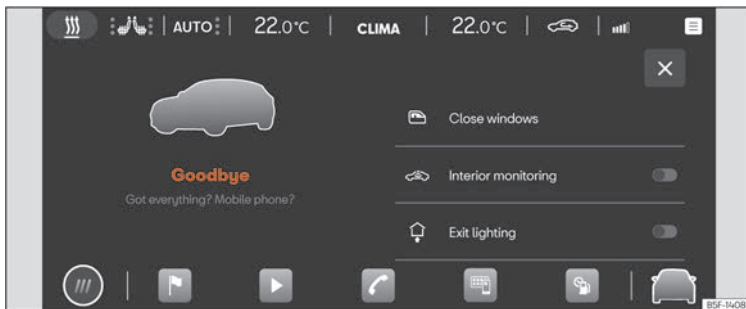 AUTO 22.0°C CLIMA 22.0°C
Close windows
Goodbye
Interior monitoring
Got everything? Mobile phone?
Exit lighting
B5F-1408